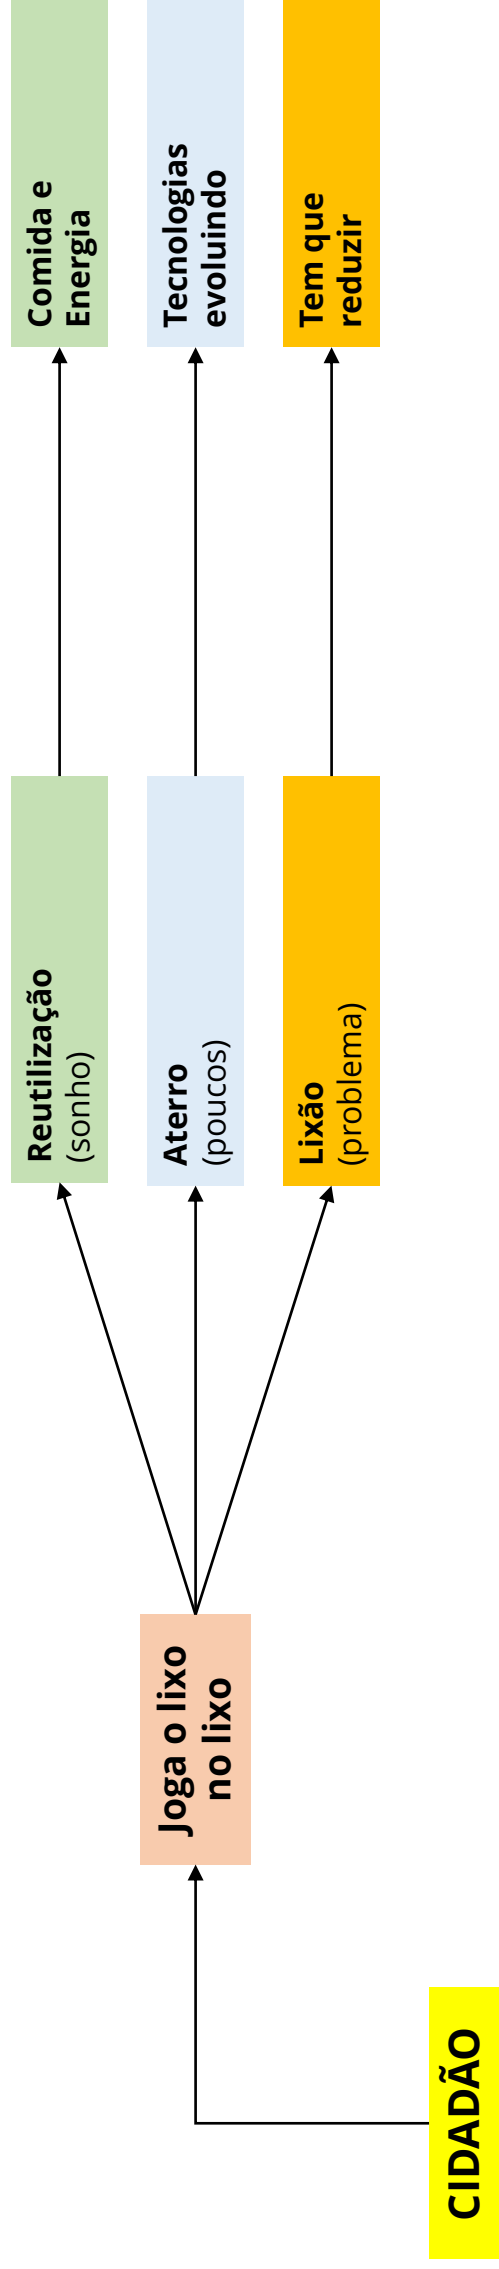 CIDADÃO
Joga o lixo
no lixo
Reutilização
(sonho)
Comida e
Energia
Aterro
(poucos)
Tecnologias
evoluindo
Lixão
(problema)
Tem que
reduzir